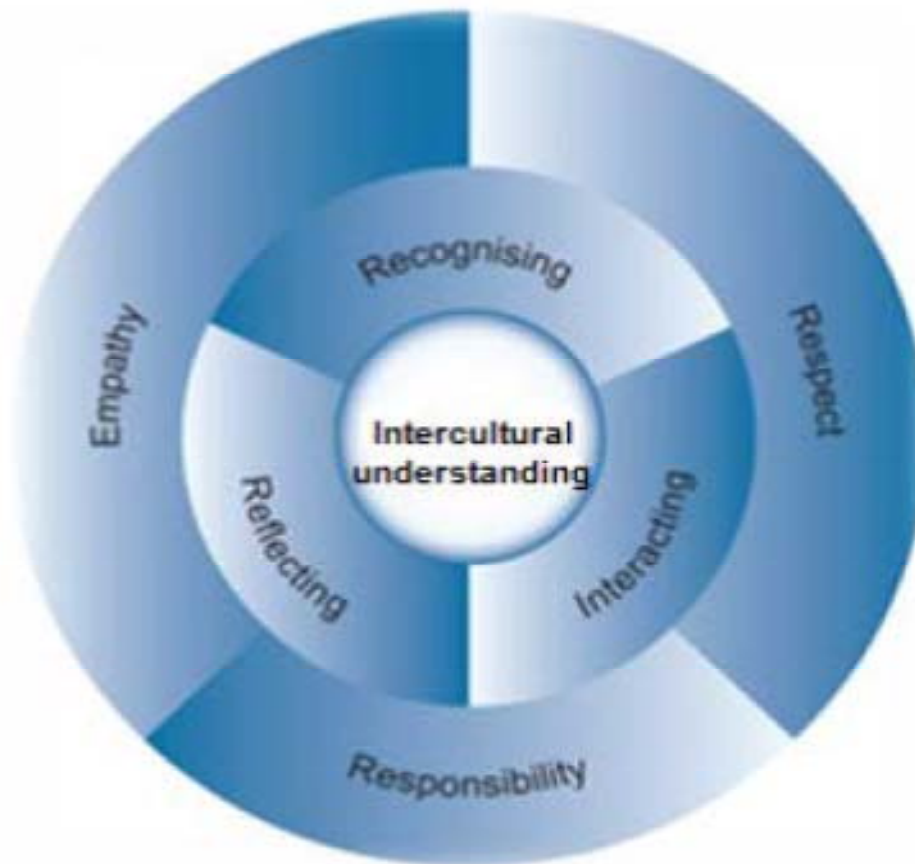 Recognising
Empathy
Respect
Intercultural
understanding
Reflecting
Interacting
Responsibility